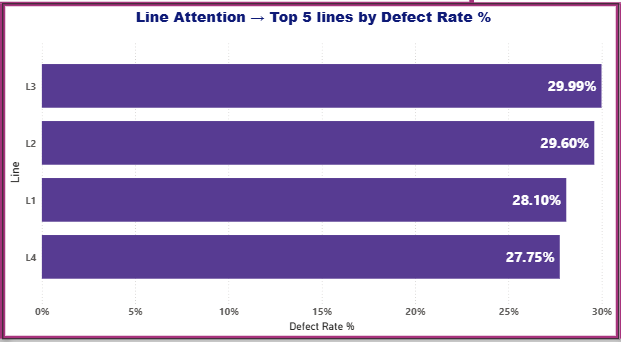 Line Attention → Top 5 lines by Defect Rate %
L3
29.99%
L2
29.60%
Line
L1
28.10%
L4
27.75%
0% 5% 10% 15% 20% 25% 30%
Defect Rate %